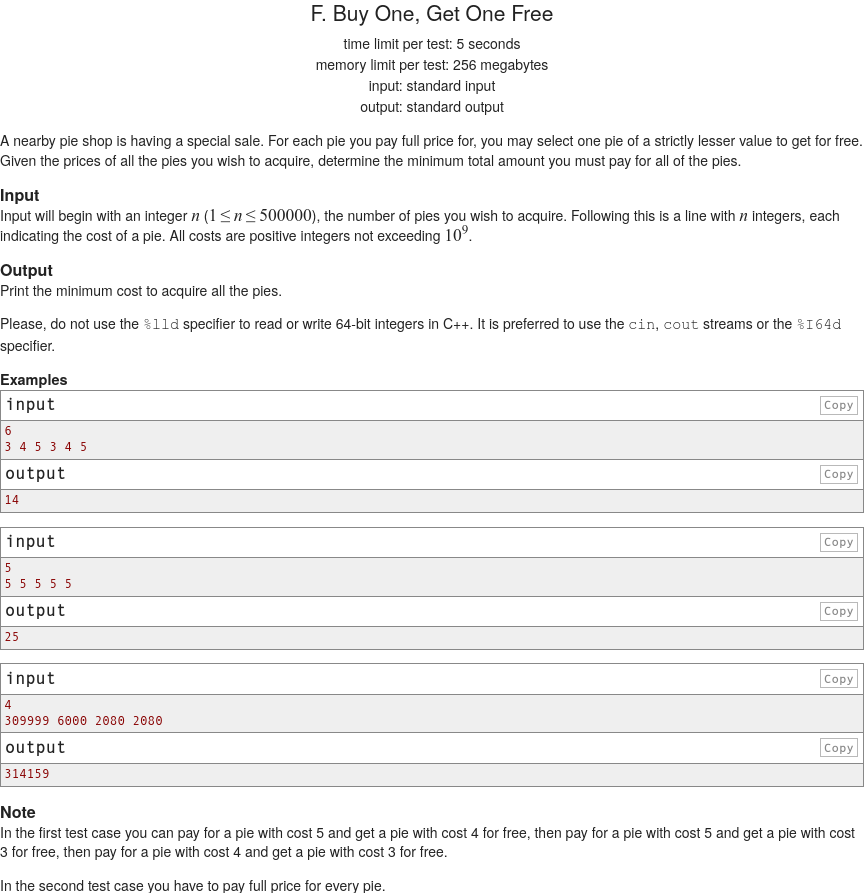 F. Buy One, Get One Free
time limit per test: 5 seconds
memory limit per test: 256 megabytes
input: standard input
output: standard output
A nearby pie shop is having a special sale. For each pie you pay full price for, you may select one pie of a strictly lesser value to get for free.
Given the prices of all the pies you wish to acquire, determine the minimum total amount you must pay for all of the pies.
Input
Input will begin with an integer n (1 ≤ n ≤ 500000), the number of pies you wish to acquire. Following this is a line with n integers, each
indicating the cost of a pie. All costs are positive integers not exceeding 10⁹.
Output
Print the minimum cost to acquire all the pies.
Please, do not use the %lld specifier to read or write 64-bit integers in C++. It is preferred to use the cin, cout streams or the %I64d
specifier.
Examples
input Copy
6
3 4 5 3 4 5
output Copy
14
input Copy
5
5 5 5 5 5
output Copy
25
input Copy
4
309999 6000 2080 2080
output Copy
314159
Note
In the first test case you can pay for a pie with cost 5 and get a pie with cost 4 for free, then pay for a pie with cost 5 and get a pie with cost
3 for free, then pay for a pie with cost 4 and get a pie with cost 3 for free.
In the second test case you have to pay full price for every pie.